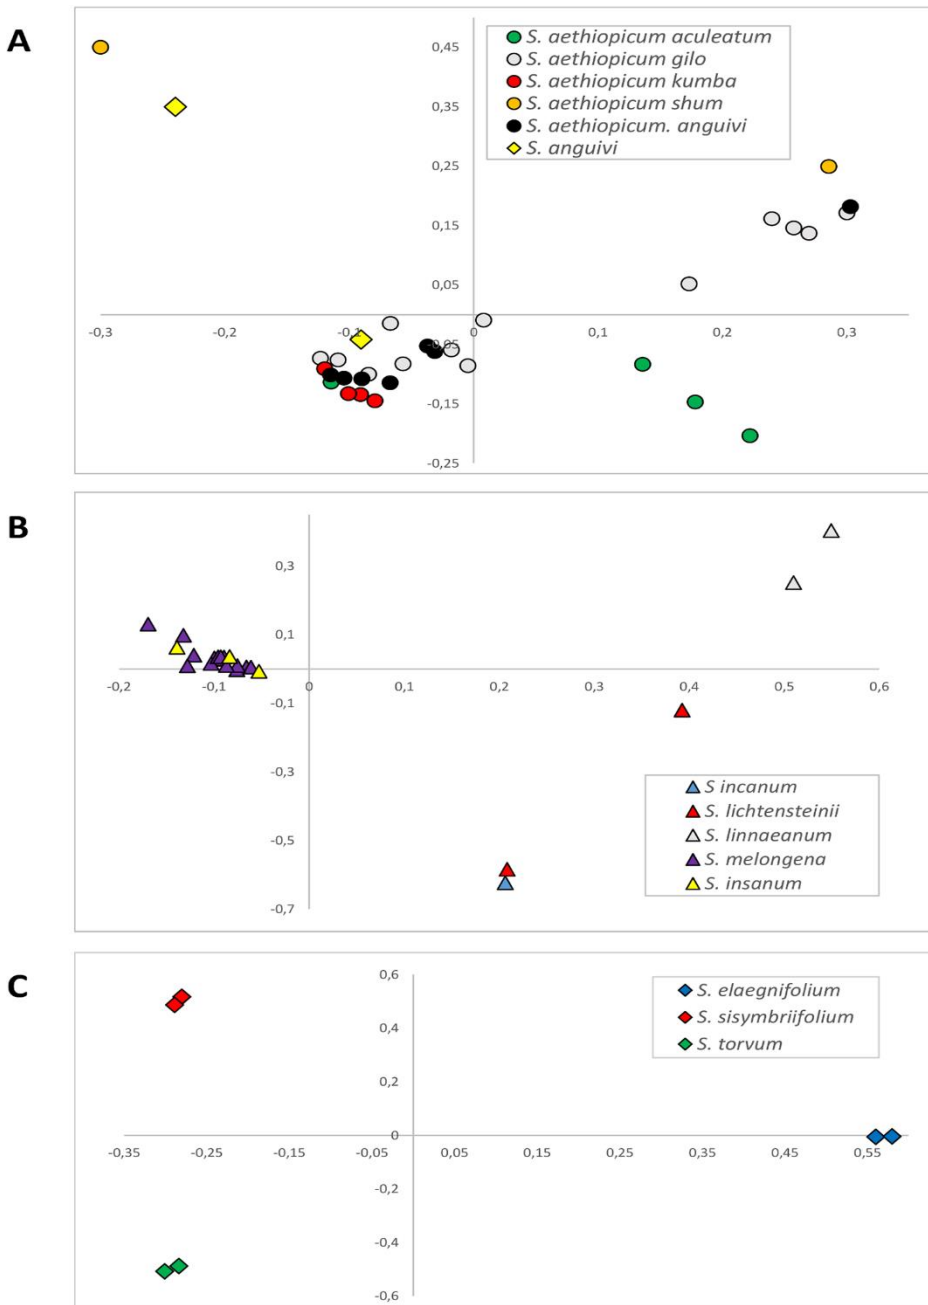 A
0,45
0,35
0,25
0,15
0,05
-0,3
-0,2
-0,1
0
0,1
0,2
0,3
-0,05
-0,15
-0,25
S. aethiopicum aculeatum
S. aethiopicum gilo
S. aethiopicum kumba
S. aethiopicum shum
S. aethiopicum. anguivi
S. anguivi
B
0,3
0,1
-0,2
-0,1
0
0,1
0,2
0,3
0,4
0,5
0,6
-0,1
-0,3
-0,5
-0,7
S incanum
S. lichtensteinii
S. linnaeanum
S. melongena
S. insanum
C
0,6
0,4
0,2
0
-0,35
-0,25
-0,15
-0,05
0,05
0,15
0,25
0,35
0,45
0,55
-0,2
-0,4
-0,6
S. elaegnifolium
S. sisymbriifolium
S. torvum